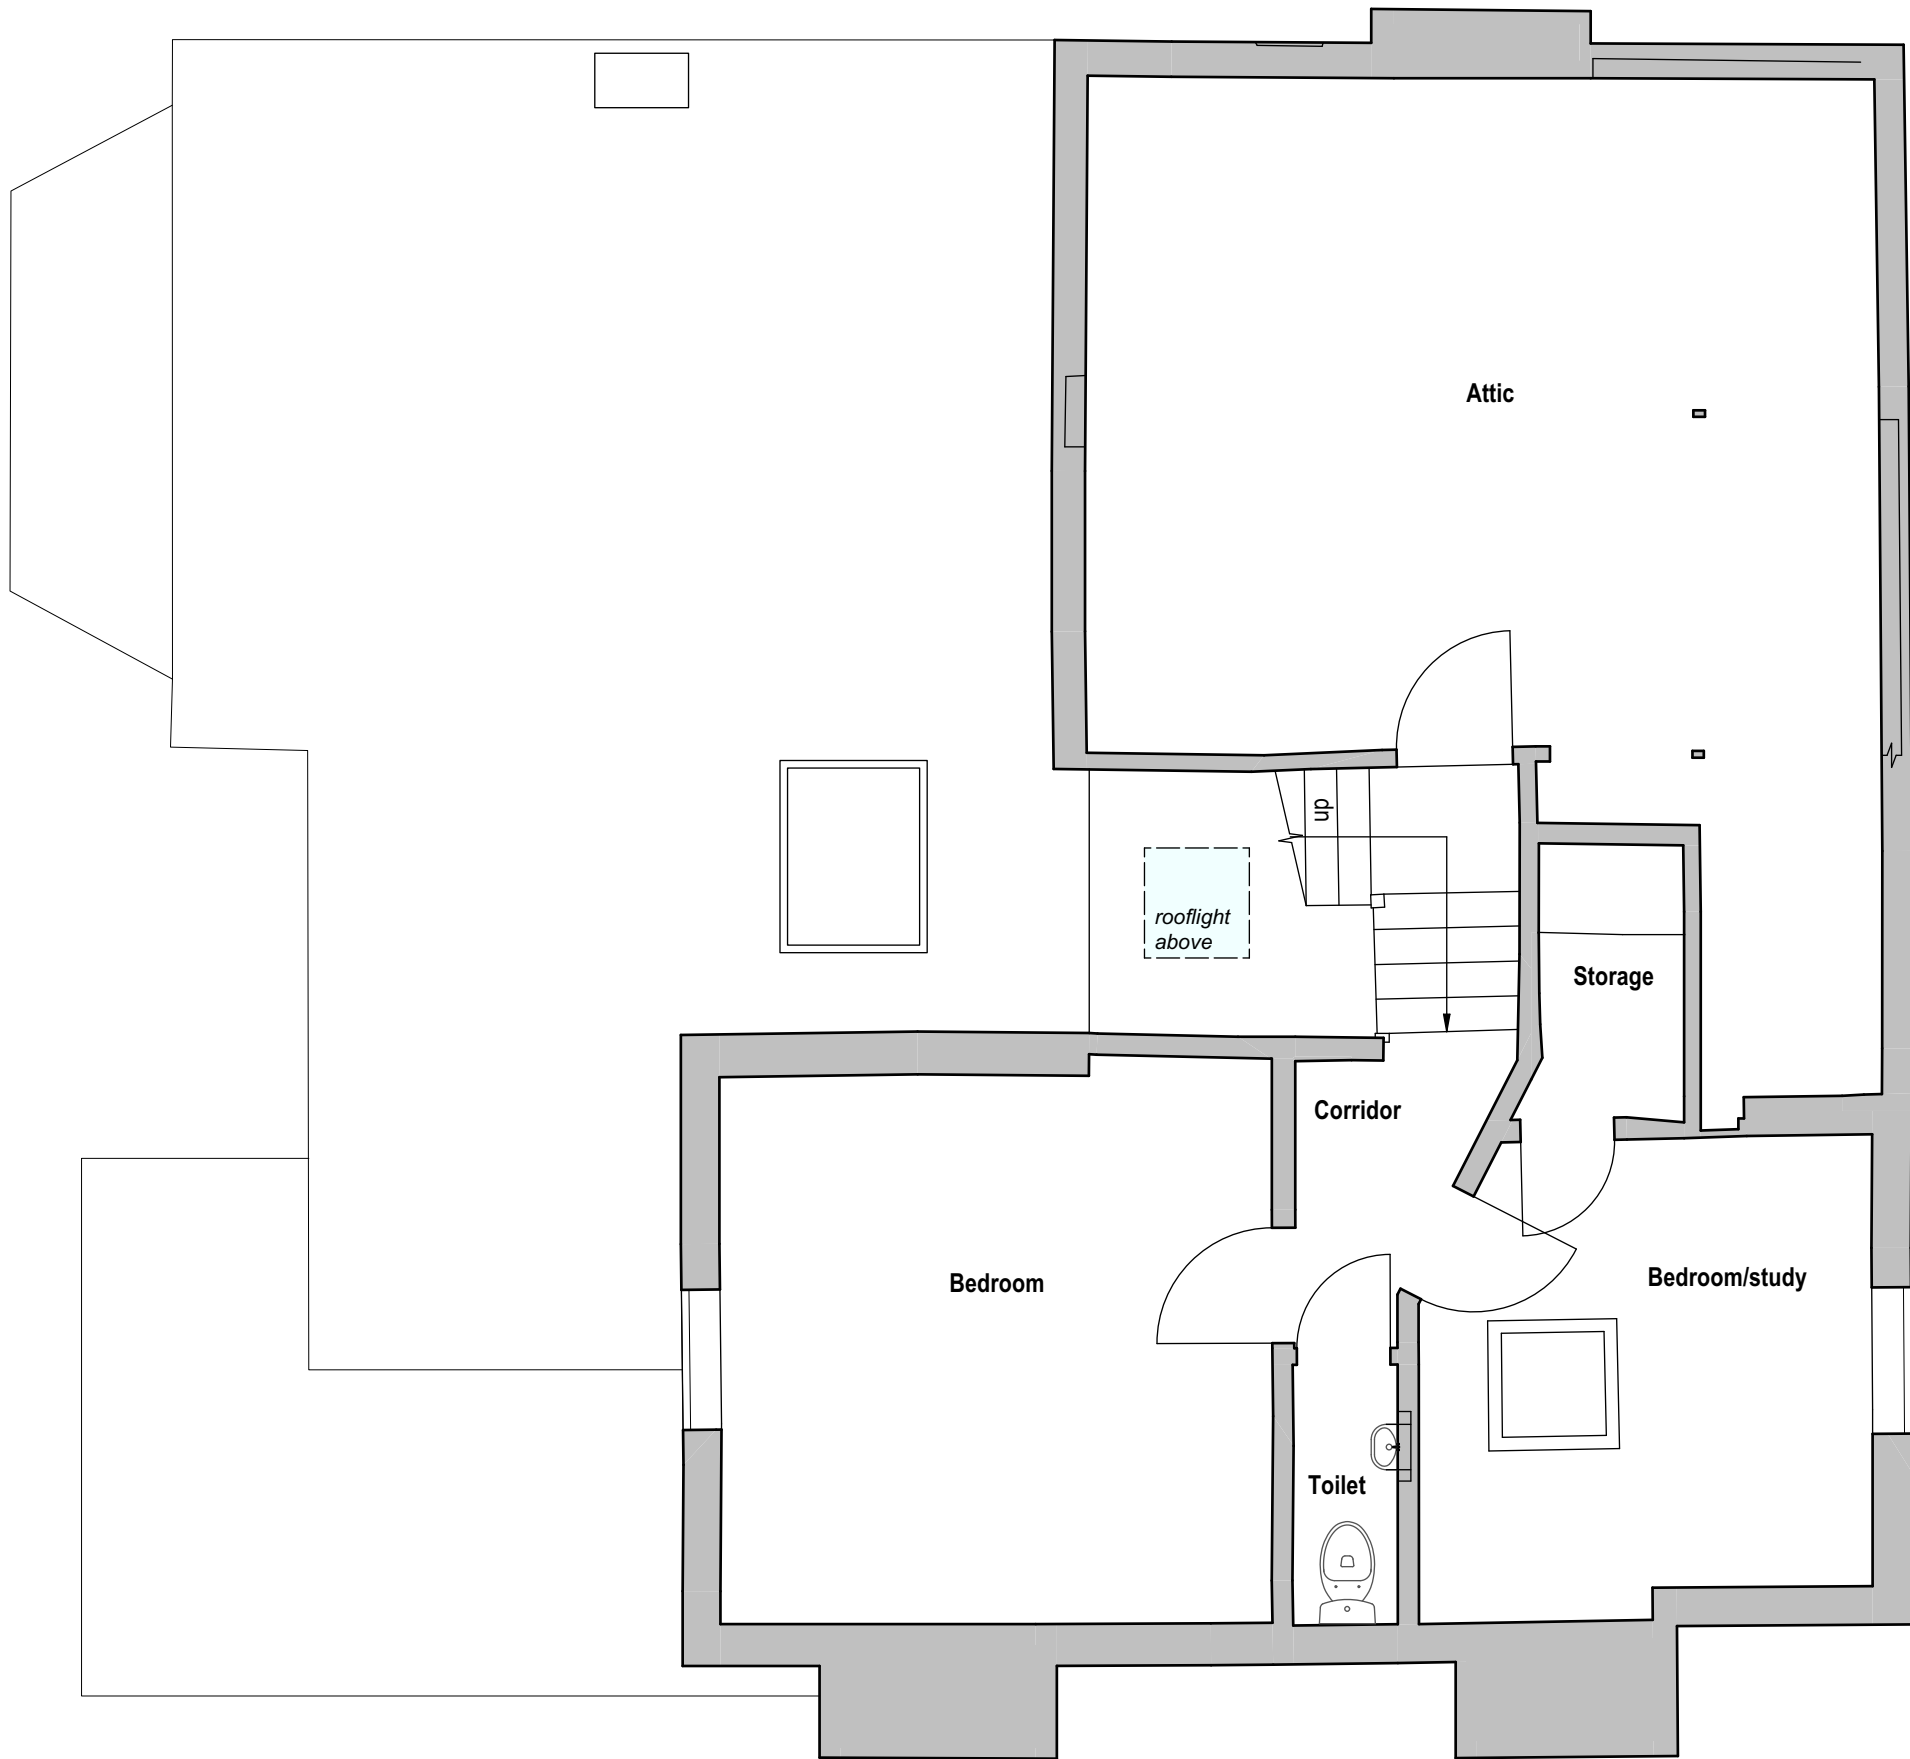 Attic
dn
rooflight
above
Storage
Corridor
Bedroom
Bedroom/study
Toilet